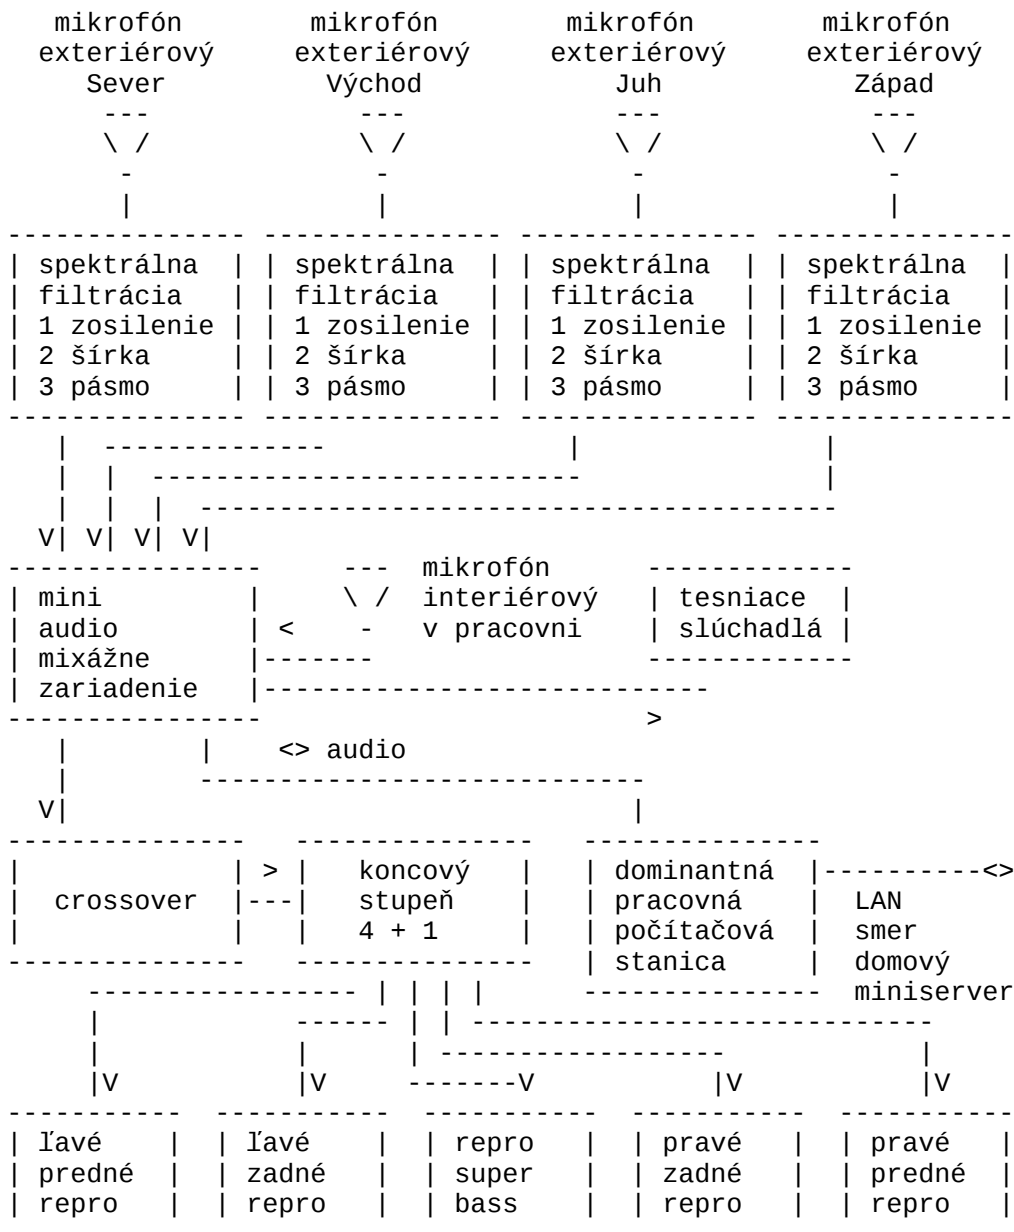 mikrofón mikrofón mikrofón mikrofón
exteriérový exteriérový exteriérový exteriérový
Sever Východ Juh Západ
--- --- --- ---
\ / \ / \ / \ /
- - - -
| | | |
--------------- --------------- --------------- ---------------
| spektrálna | | spektrálna | | spektrálna | | spektrálna |
| filtrácia | | filtrácia | | filtrácia | | filtrácia |
| 1 zosilenie | | 1 zosilenie | | 1 zosilenie | | 1 zosilenie |
| 2 šírka | | 2 šírka | | 2 šírka | | 2 šírka |
| 3 pásmo | | 3 pásmo | | 3 pásmo | | 3 pásmo |
--------------- --------------- --------------- ---------------
| -------------- | |
| | --------------------------- |
| | | ----------------------------------------
V| V| V| V|
---------------- --- mikrofón -------------
| mini | \ / interiérový | tesniace |
| audio | < - v pracovni | slúchadlá |
| mixážne |------- -------------
| zariadenie |----------------------------
---------------- >
| | <> audio
| ----------------------------
V| |
--------------- --------------- ---------------
| | > | koncový | | dominantná |----------<>
| crossover |---| stupeň | | pracovná | LAN
| | | 4 + 1 | | počítačová | smer
--------------- --------------- | stanica | domový
----------------- | | | | --------------- miniserver
| ------ | | -----------------------------
| | | ------------------ |
|V |V -------V |V |V
----------- ----------- ----------- ----------- -----------
| ľavé | | ľavé | | repro | | pravé | | pravé |
| predné | | zadné | | super | | zadné | | predné |
| repro | | repro | | bass | | repro | | repro |